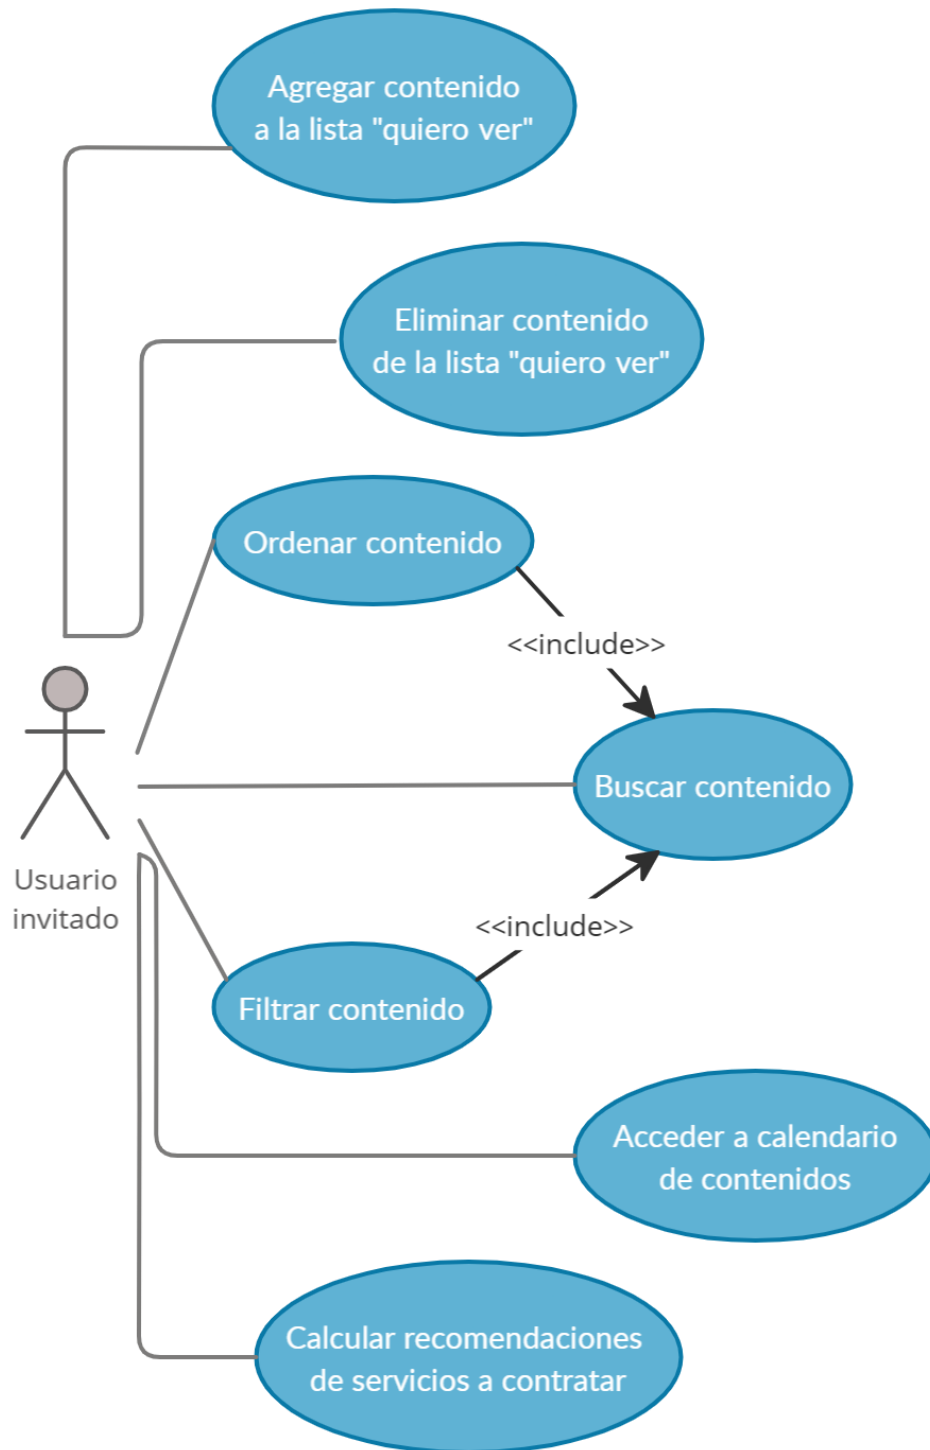 Agregar contenido
a la lista "quiero ver"
Eliminar contenido
de la lista "quiero ver"
Ordenar contenido
<<include>>
Buscar contenido
Usuario
invitado
<<include>>
Filtrar contenido
Acceder a calendario
de contenidos
Calcular recomendaciones
de servicios a contratar